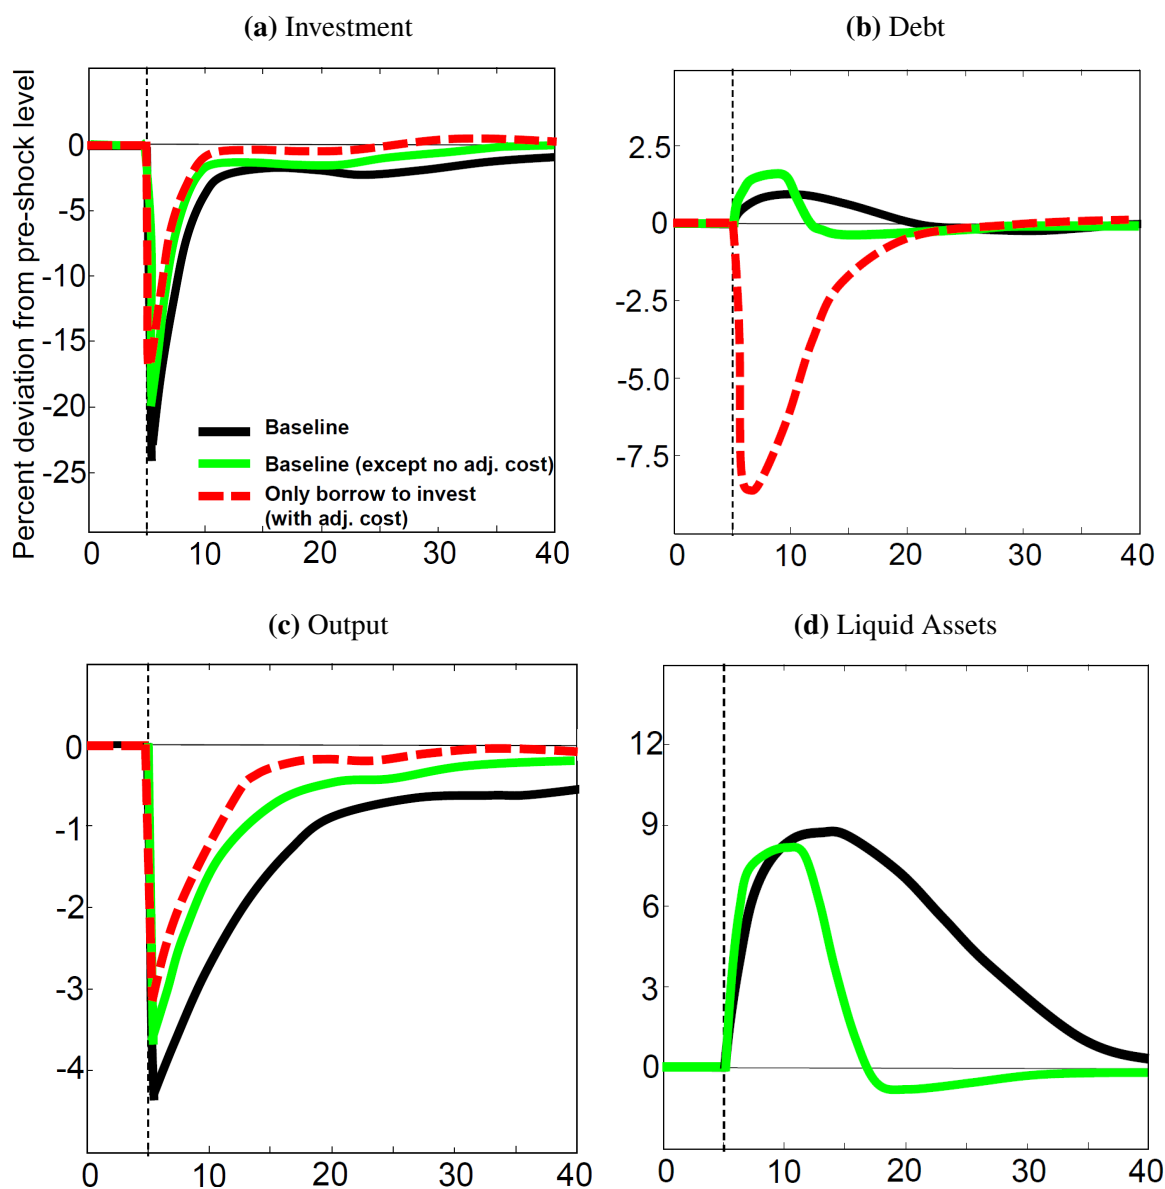 (a) Investment
(b) Debt
Percent deviation from pre-shock level
0
-5
-10
-15
-20
-25
Baseline
Baseline (except no adj. cost)
Only borrow to invest
(with adj. cost)
0 10 20 30 40
2.5
0
-2.5
-5.0
-7.5
0 10 20 30 40
(c) Output
(d) Liquid Assets
0
-1
-2
-3
-4
0 10 20 30 40
12
9
6
3
0
0 10 20 30 40